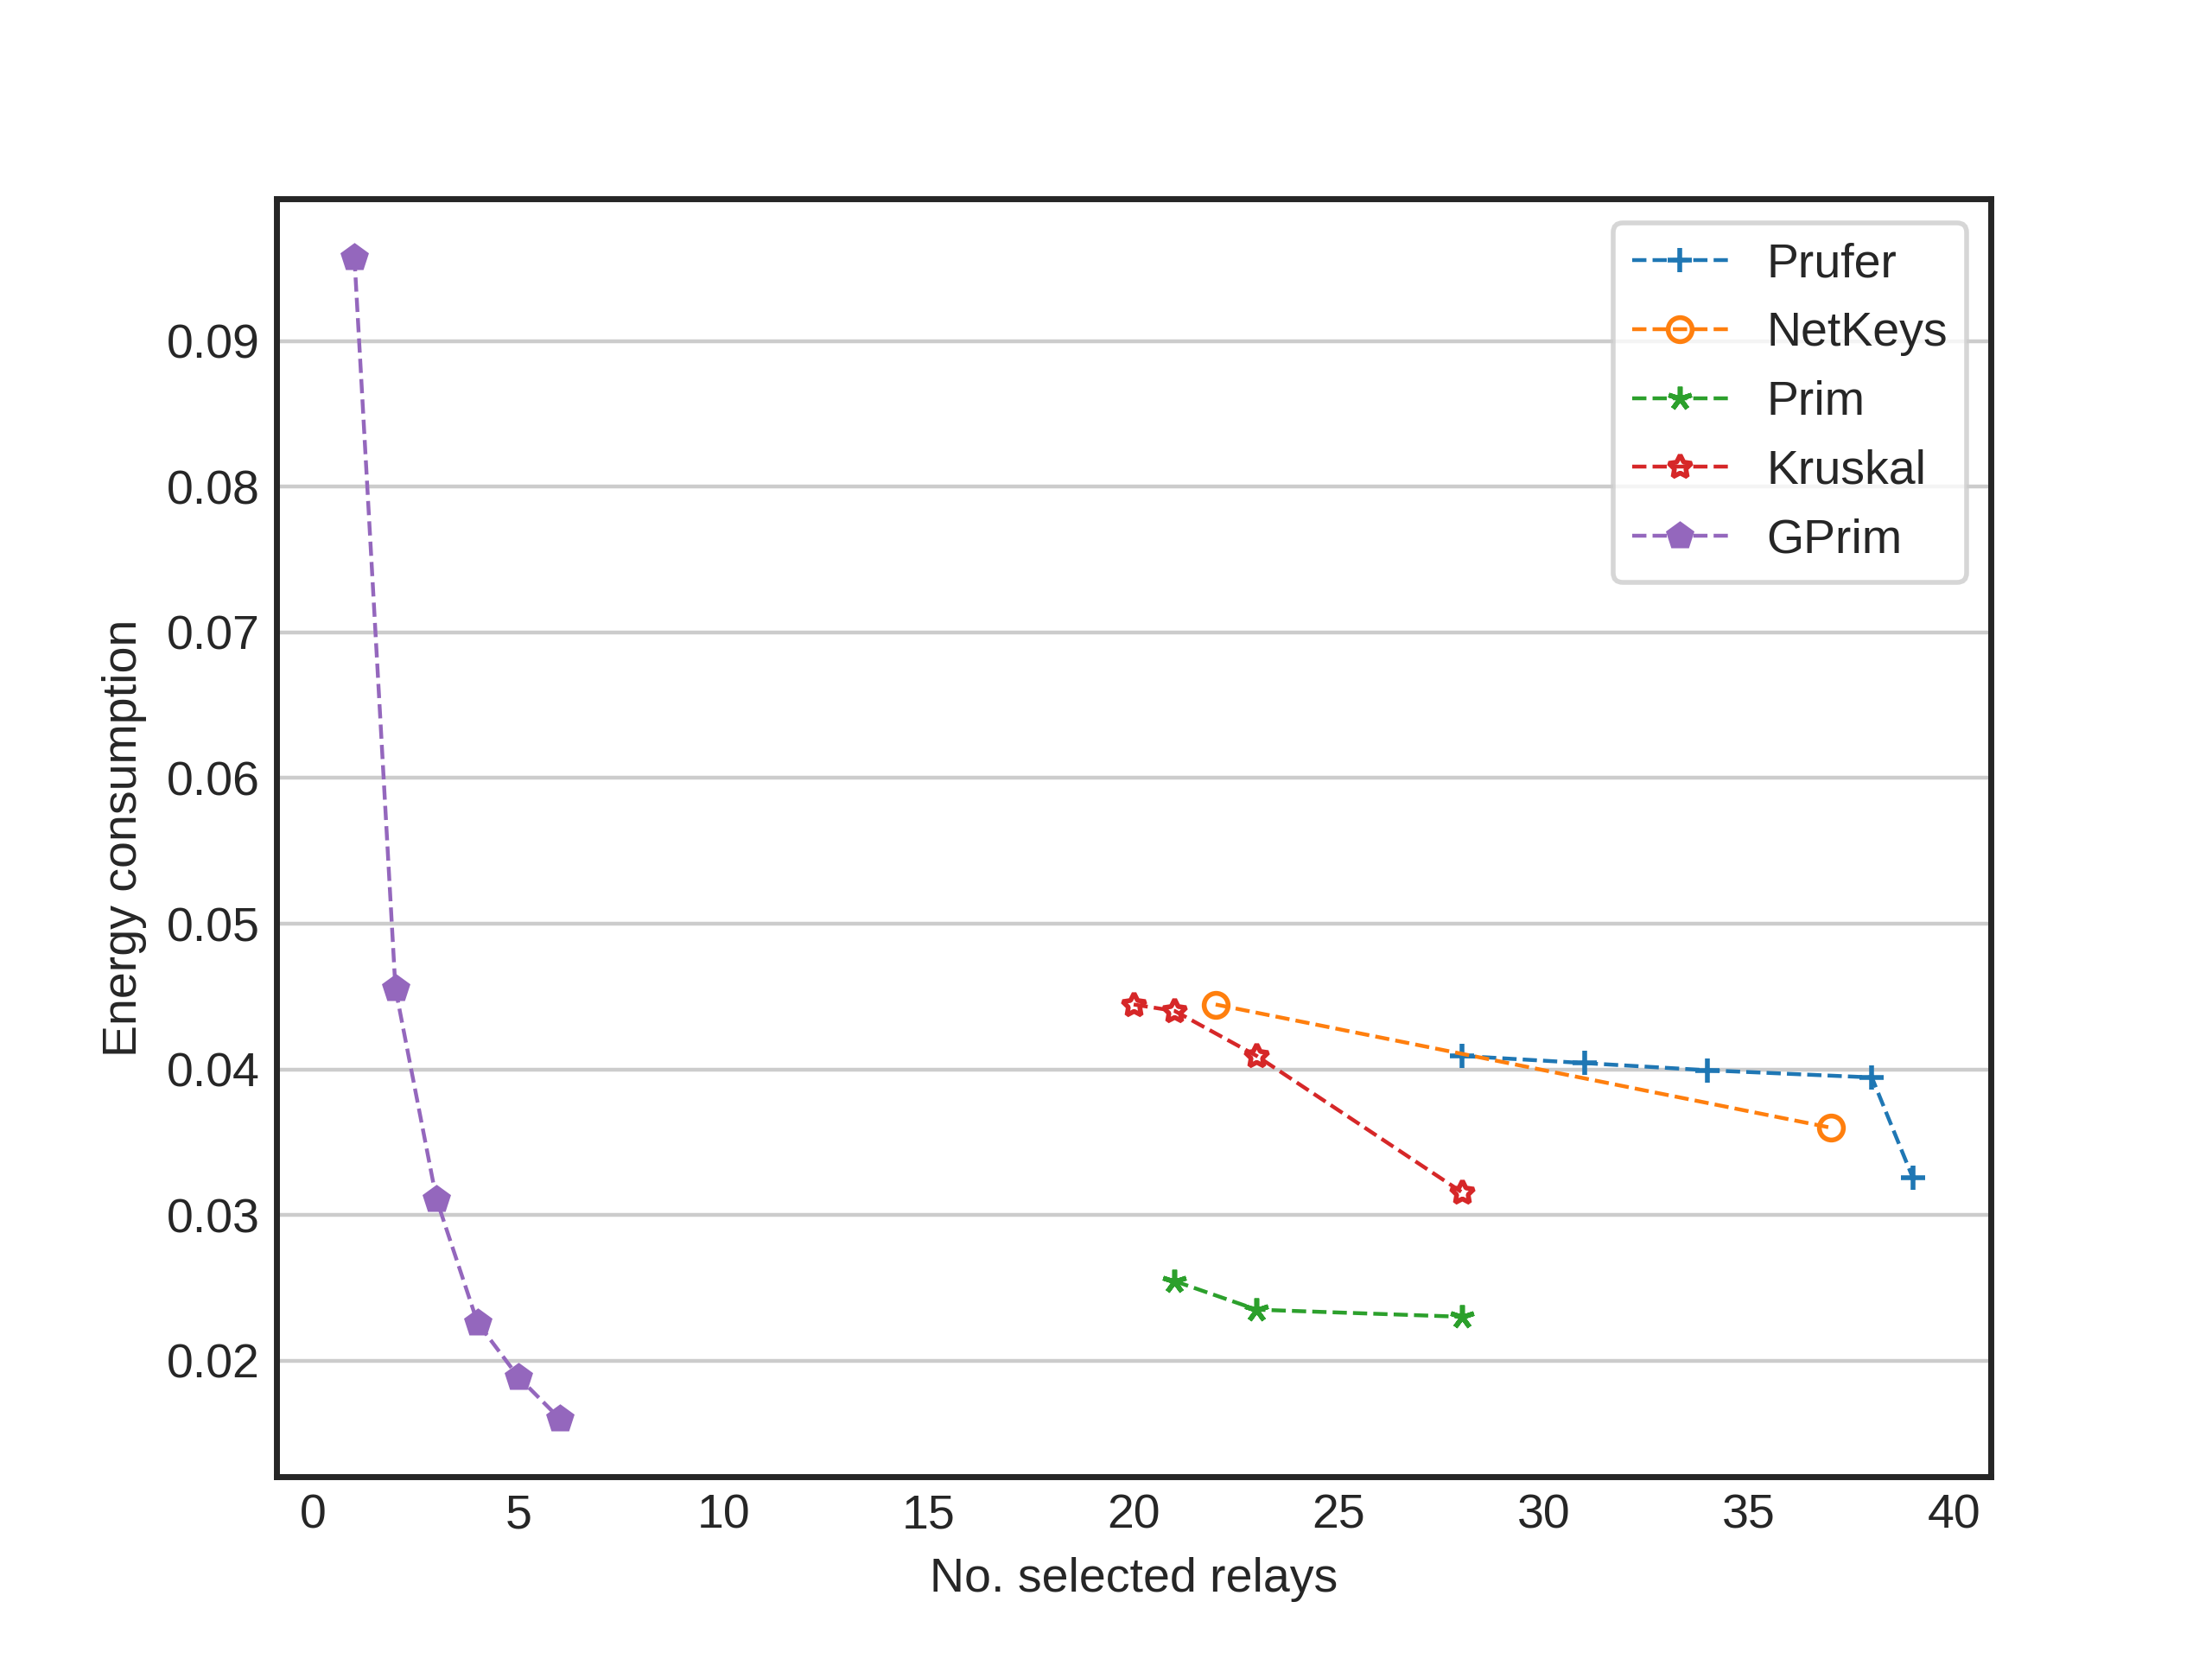 Prufer
NetKeys
Prim
Kruskal
GPrim
0.09
0.08
0.07
0.06
0.05
0.04
0.03
0.02
Energy consumption
0 5 10 15 20 25 30 35 40
No. selected relays